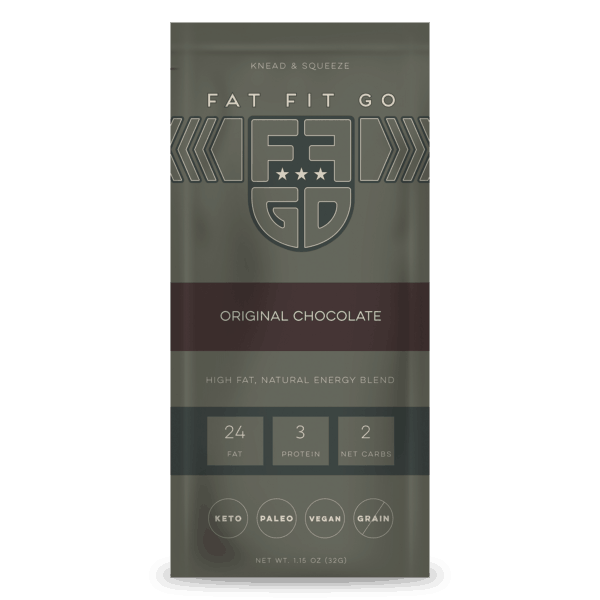 KNEAD & SQUEEZE
FAT FIT GO
FF
GO
ORIGINAL CHOCOLATE
HIGH FAT, NATURAL ENERGY BLEND
24 3 2
FAT PROTEIN NET CARBS
KETO PALEO VEGAN GRAIN
NET WT. 1.15 OZ (32G)